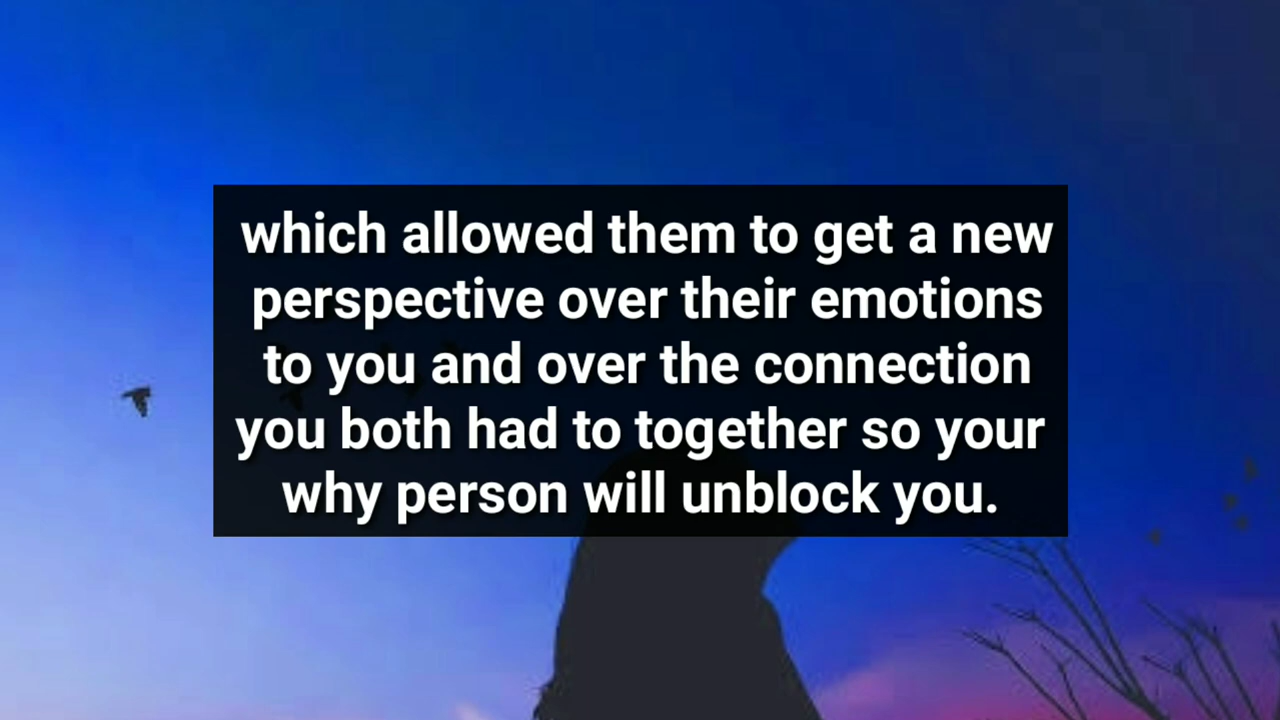 which allowed them to get a new
perspective over their emotions
to you and over the connection
you both had to together so your
why person will unblock you.